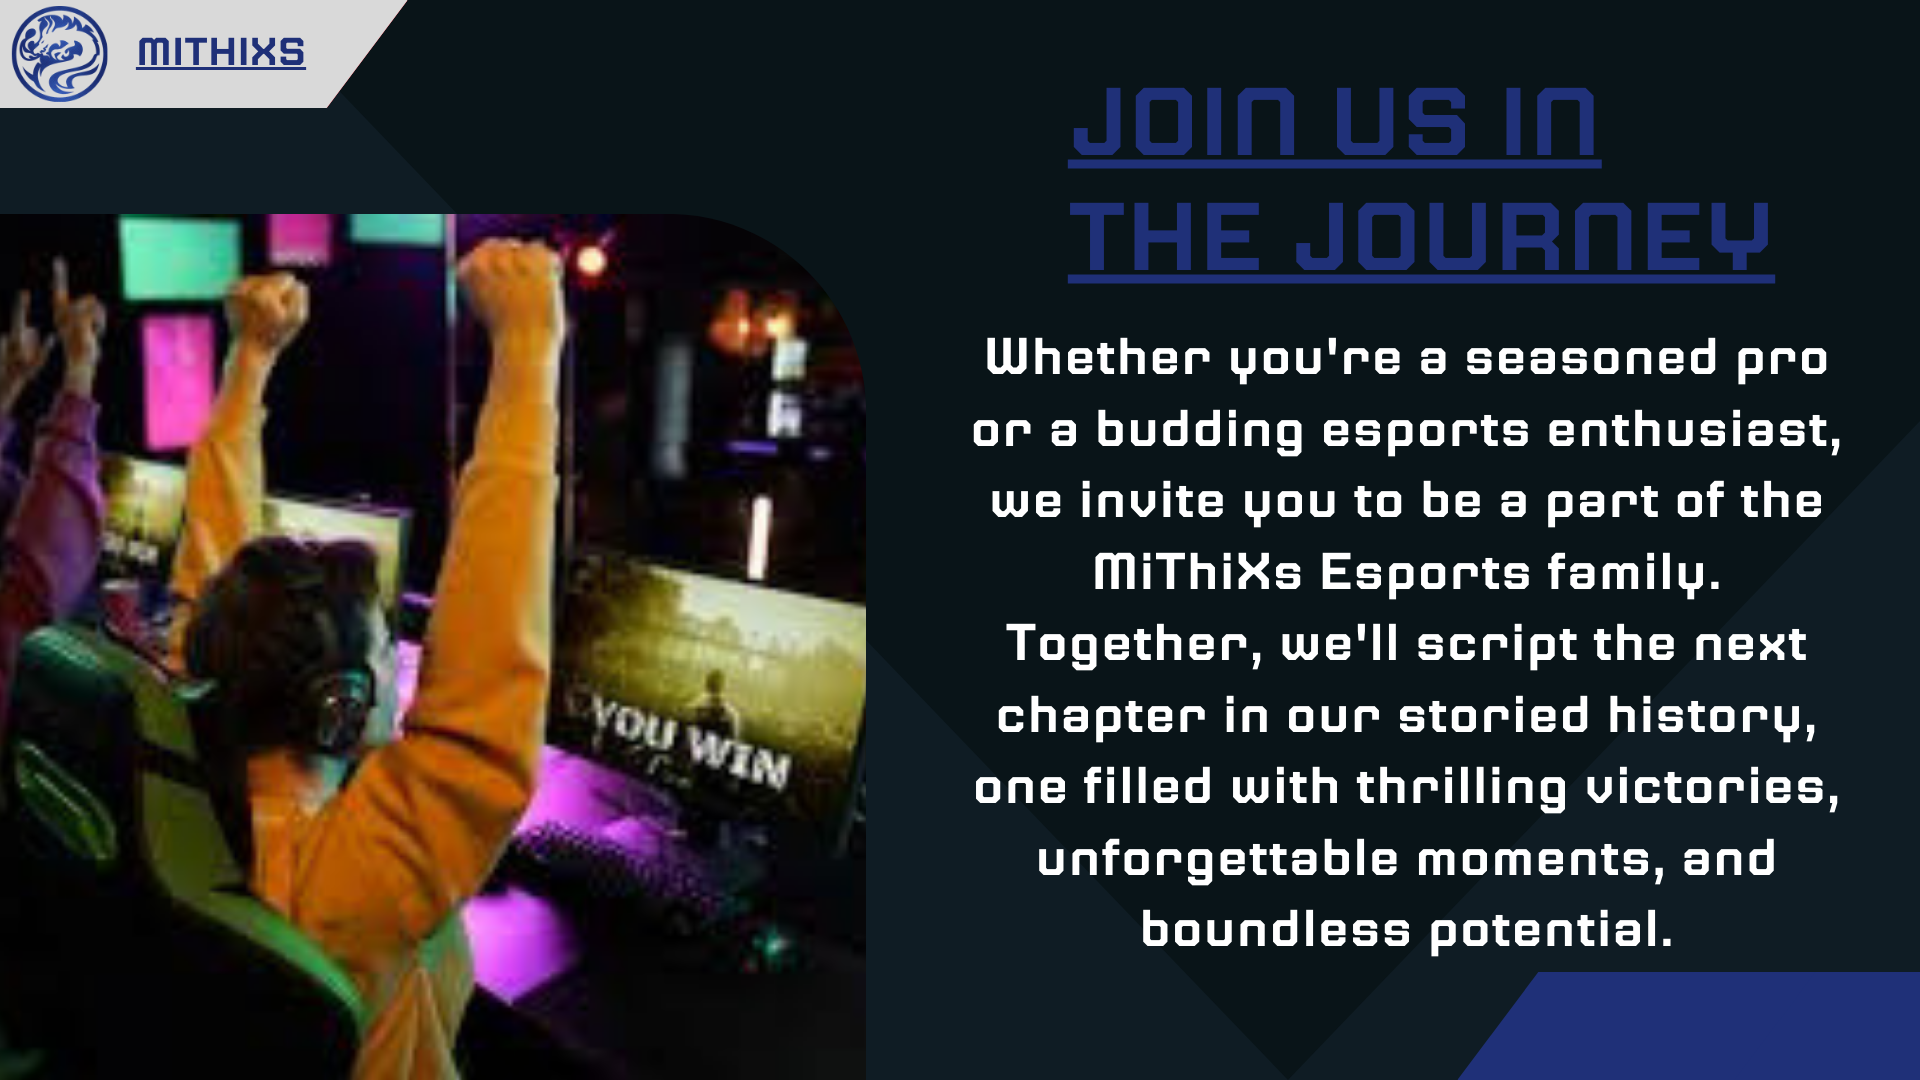 MITHIXS
JOIN US IN
THE JOURNEY
Whether you're a seasoned pro
or a budding esports enthusiast,
we invite you to be a part of the
MiThiXs Esports family.
Together, we'll script the next
chapter in our storied history,
one filled with thrilling victories,
unforgettable moments, and
boundless potential.
YOU WIN